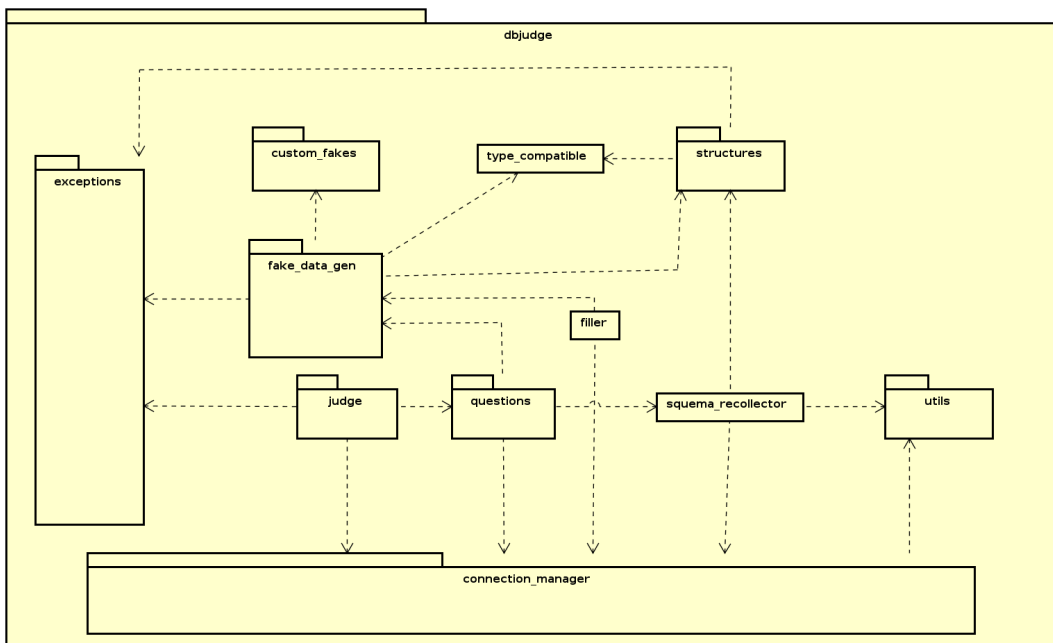 dbjudge
custom_fakes
type_compatible
structures
exceptions
fake_data_gen
filler
judge
questions
squema_recollector
utils
connection_manager